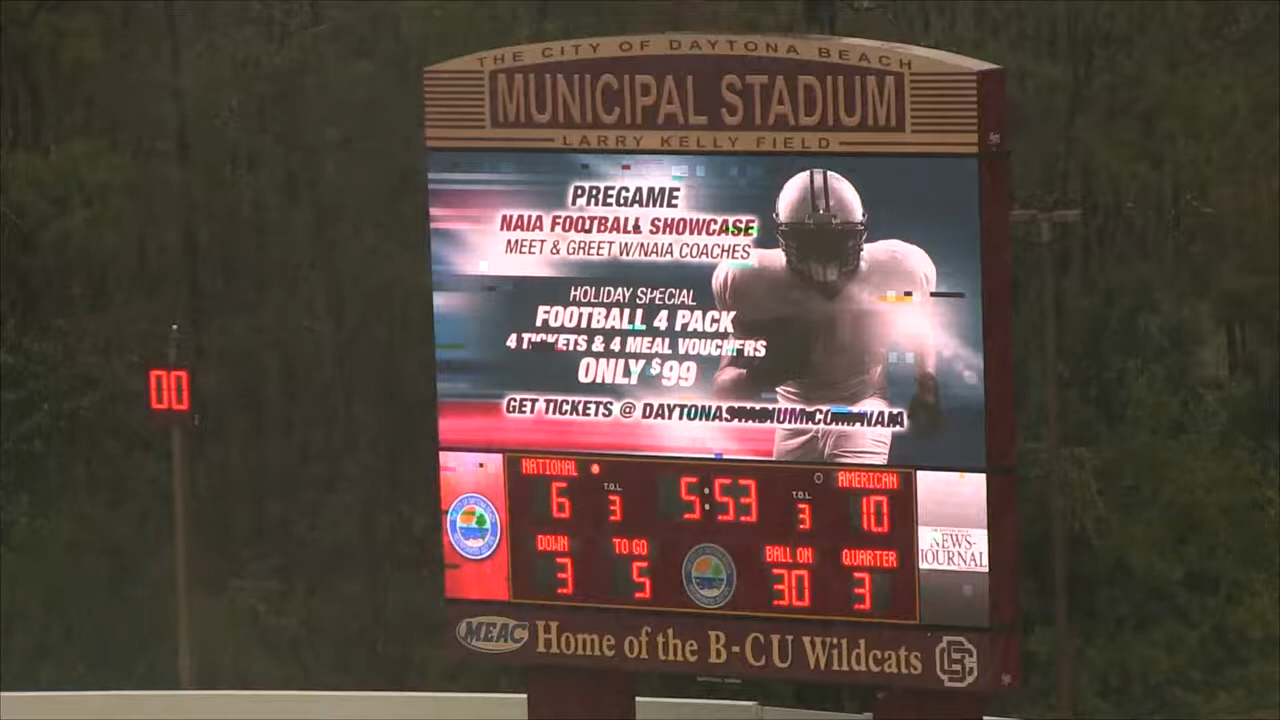 THE CITY OF DAYTONA BEACH
MUNICIPAL STADIUM
LARRY KELLY FIELD
PREGAME
NAIA FOOTBALL SHOWCASE
MEET & GREET W/NAIA COACHES
HOLIDAY SPECIAL
FOOTBALL 4 PACK
4 TICKETS & 4 MEAL VOUCHERS
ONLY $99
GET TICKETS @ DAYTONASTADIUM.COM/NAIA
00
NATIONAL AMERICAN
6 T.O.L. 3 5:53 T.O.L. 3 10
DOWN TO GO BALL ON QUARTER
3 5 30 3
NEWS-
JOURNAL
MEAC Home of the B-CU Wildcats